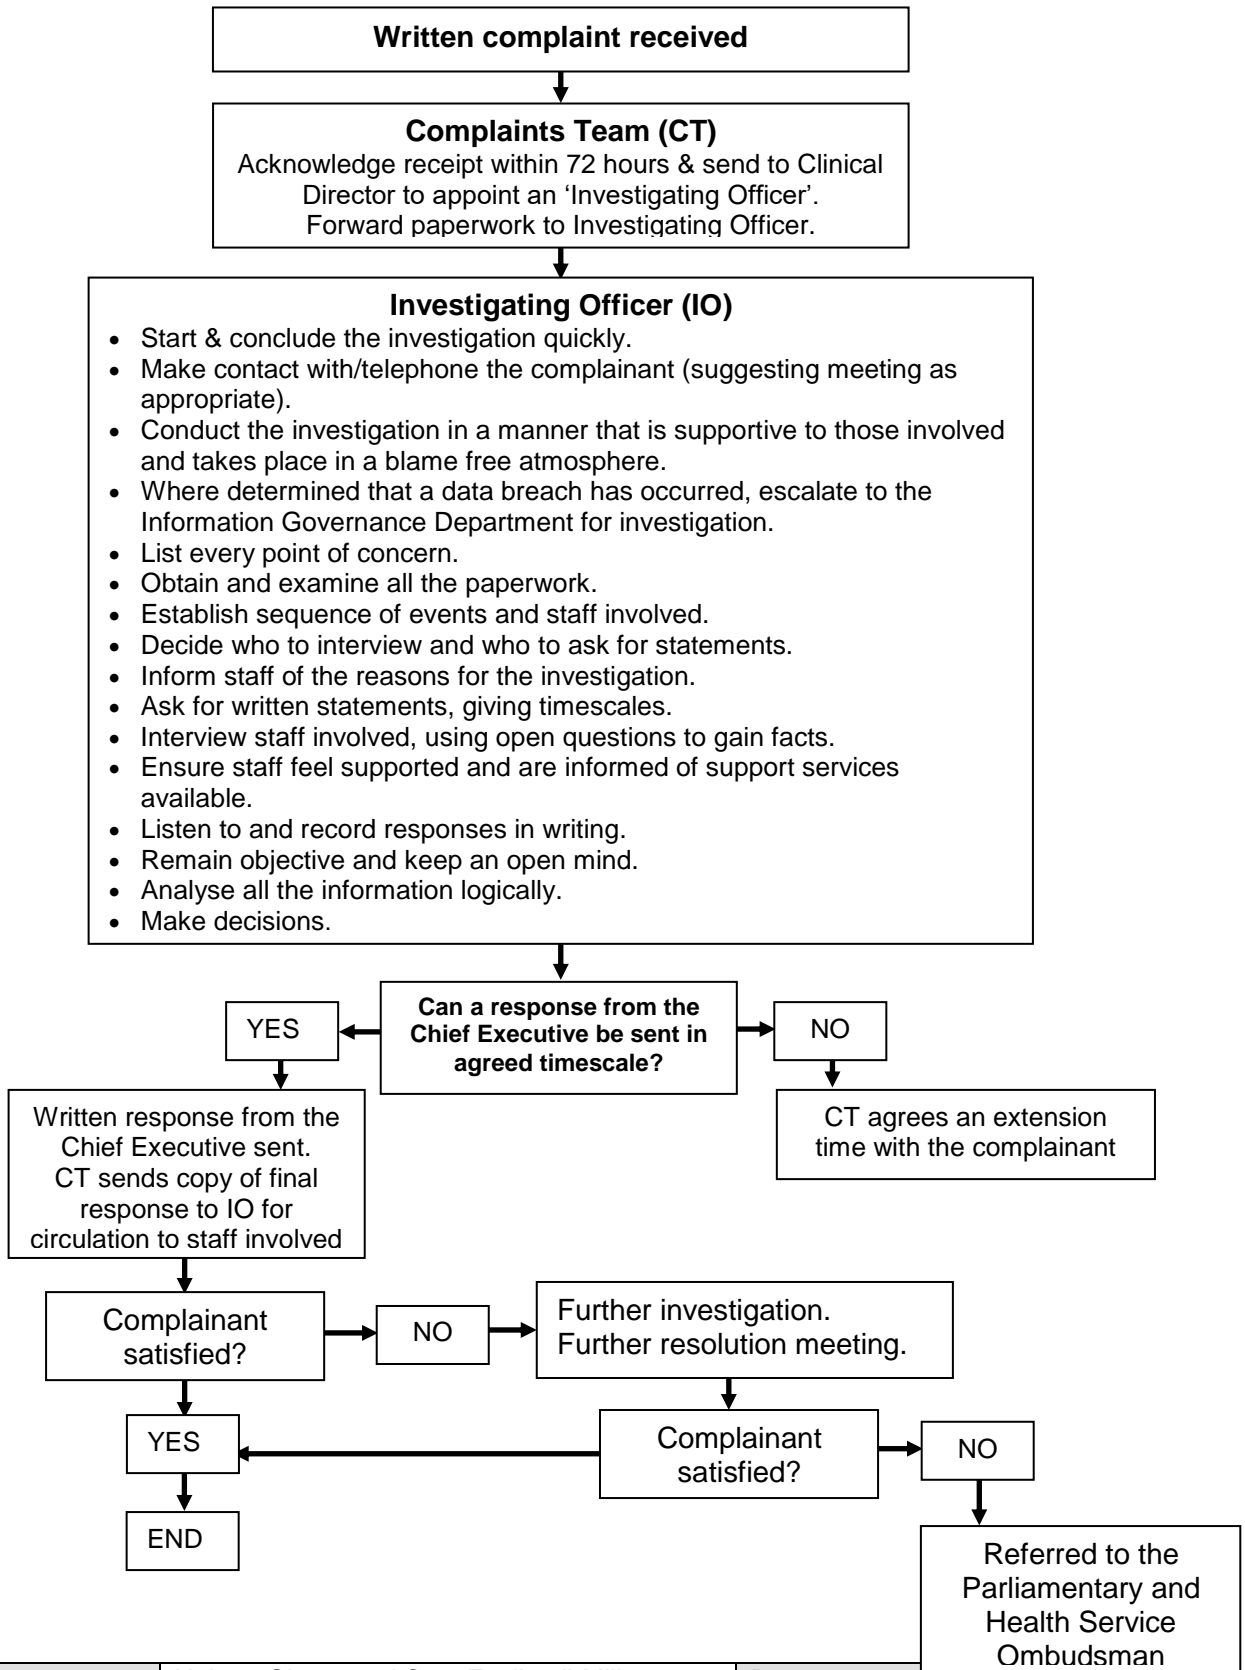 Written complaint received
Complaints Team (CT)
Acknowledge receipt within 72 hours & send to Clinical
Director to appoint an ‘Investigating Officer’.
Forward paperwork to Investigating Officer.
Investigating Officer (IO)
• Start & conclude the investigation quickly.
• Make contact with/telephone the complainant (suggesting meeting as
appropriate).
• Conduct the investigation in a manner that is supportive to those involved
and takes place in a blame free atmosphere.
• Where determined that a data breach has occurred, escalate to the
Information Governance Department for investigation.
• List every point of concern.
• Obtain and examine all the paperwork.
• Establish sequence of events and staff involved.
• Decide who to interview and who to ask for statements.
• Inform staff of the reasons for the investigation.
• Ask for written statements, giving timescales.
• Interview staff involved, using open questions to gain facts.
• Ensure staff feel supported and are informed of support services
available.
• Listen to and record responses in writing.
• Remain objective and keep an open mind.
• Analyse all the information logically.
• Make decisions.
Can a response from the
Chief Executive be sent in
agreed timescale?
YES
NO
Written response from the
Chief Executive sent.
CT sends copy of final
response to IO for
circulation to staff involved
CT agrees an extension
time with the complainant
Complainant
satisfied?
NO
Further investigation.
Further resolution meeting.
YES
Complainant
satisfied?
NO
END
Referred to the
Parliamentary and
Health Service
Ombudsman